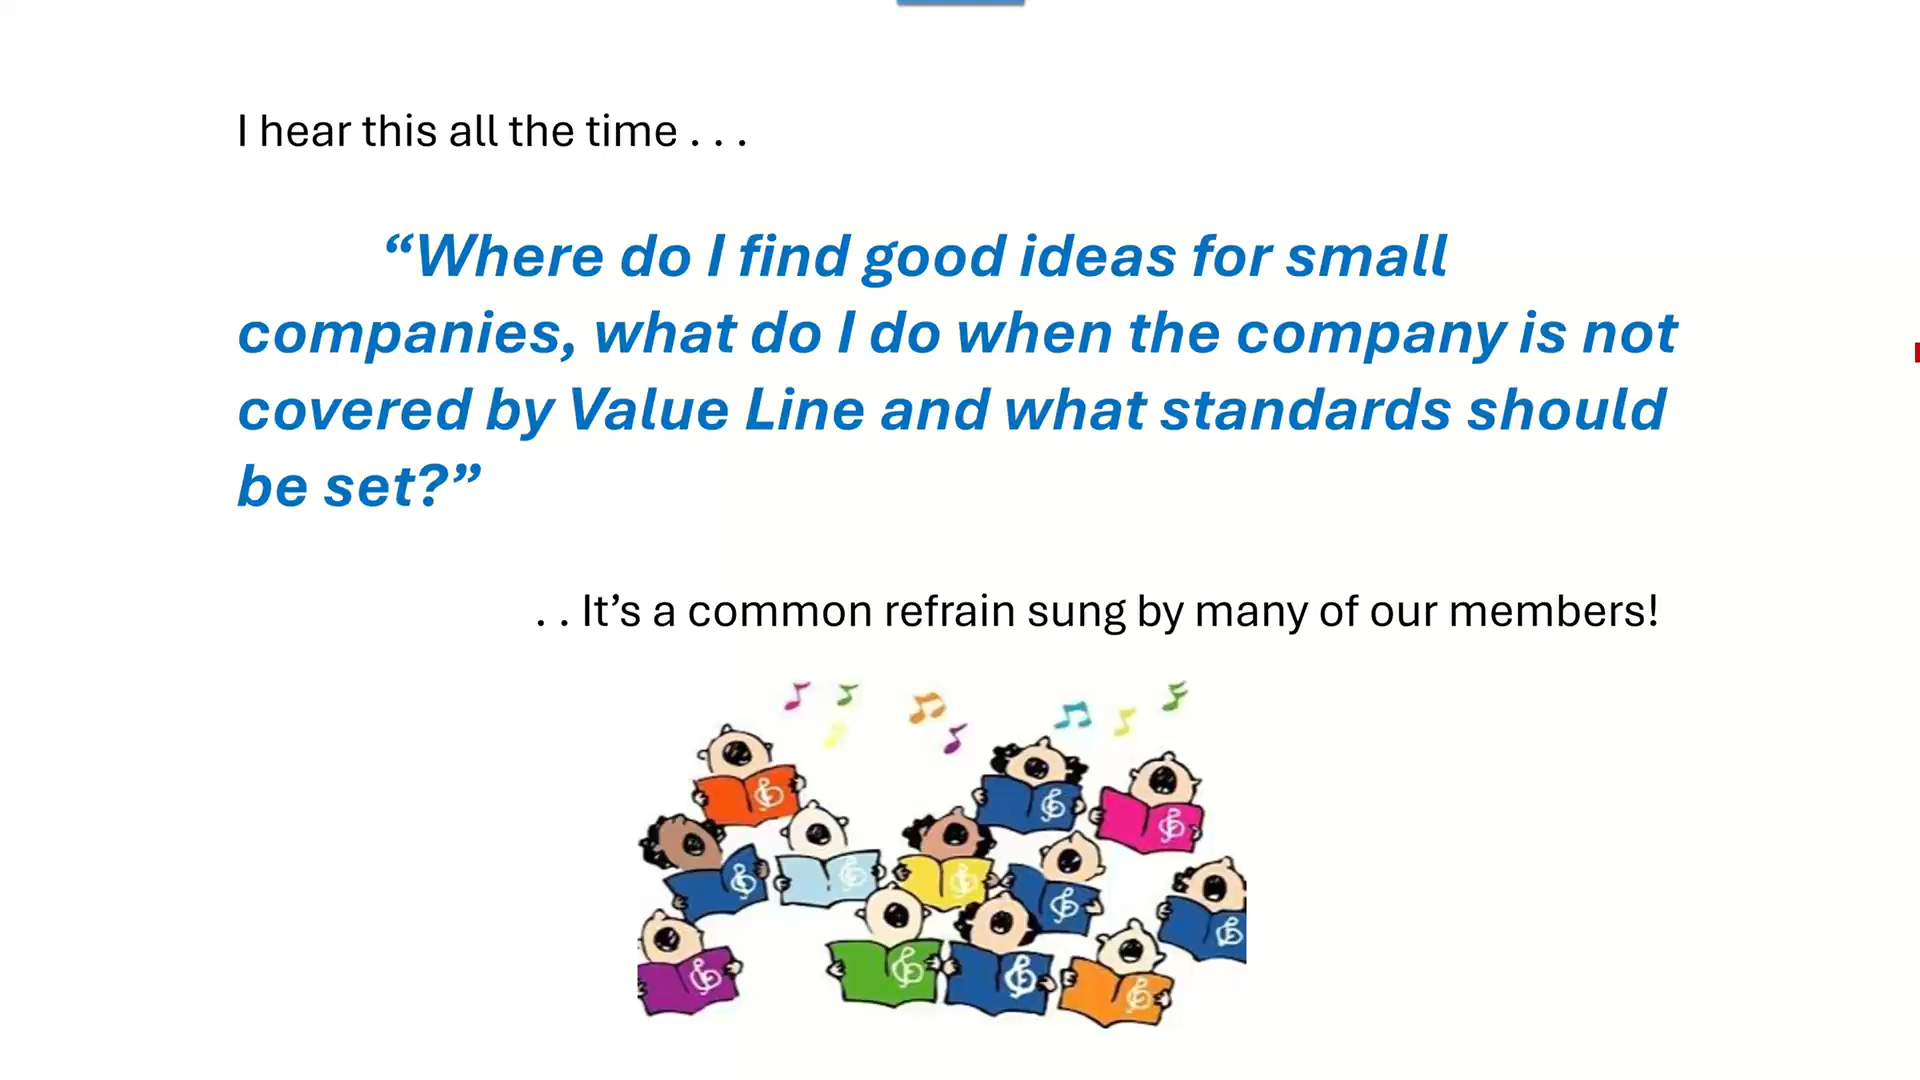 I hear this all the time . . .
“Where do I find good ideas for small
companies, what do I do when the company is not
covered by Value Line and what standards should
be set?”
. . It’s a common refrain sung by many of our members!